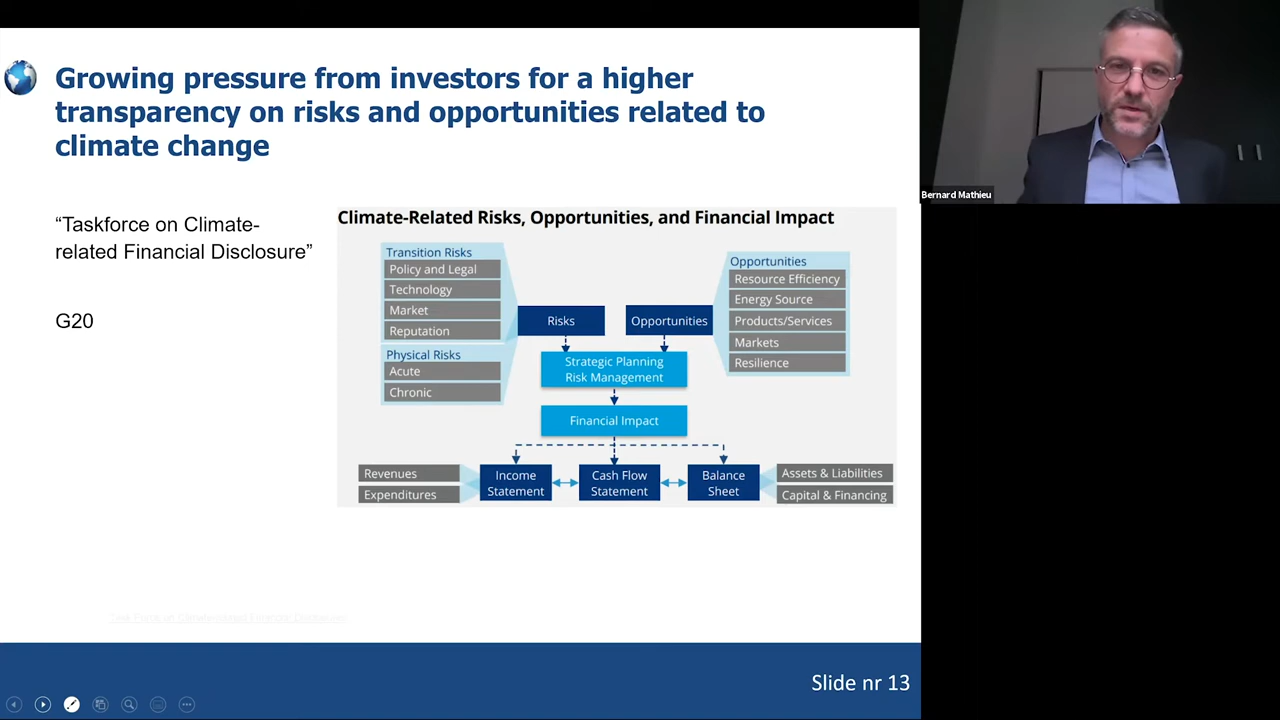 Growing pressure from investors for a higher
transparency on risks and opportunities related to
climate change
“Taskforce on Climate-
related Financial Disclosure”
G20
Climate-Related Risks, Opportunities, and Financial Impact
Transition Risks
Policy and Legal
Technology
Market
Reputation
Physical Risks
Acute
Chronic
Risks
Opportunities
Opportunities
Resource Efficiency
Energy Source
Products/Services
Markets
Resilience
Strategic Planning
Risk Management
Financial Impact
Revenues
Expenditures
Income
Statement
Cash Flow
Statement
Balance
Sheet
Assets & Liabilities
Capital & Financing
Slide nr 13
Bernard Mathieu